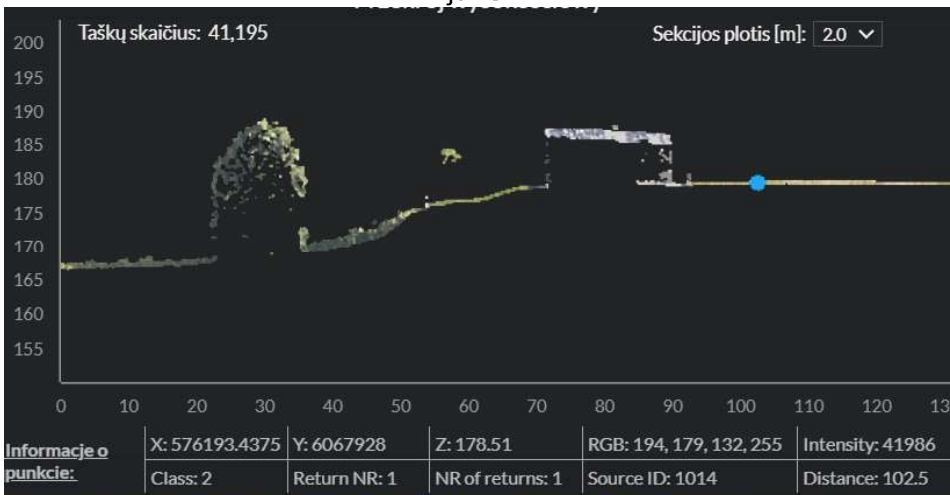 Taškų skaičius: 41,195
Sekcijos plotis [m]: 2.0
200
195
190
185
180
175
170
165
160
155
0 10 20 30 40 50 60 70 80 90 100 110 120
Informacje o punkcie:
X: 576193.4375 Y: 6067928 Z: 178.51 RGB: 194, 179, 132, 255 Intensity: 41986
Class: 2 Return NR: 1 NR of returns: 1 Source ID: 1014 Distance: 102.5